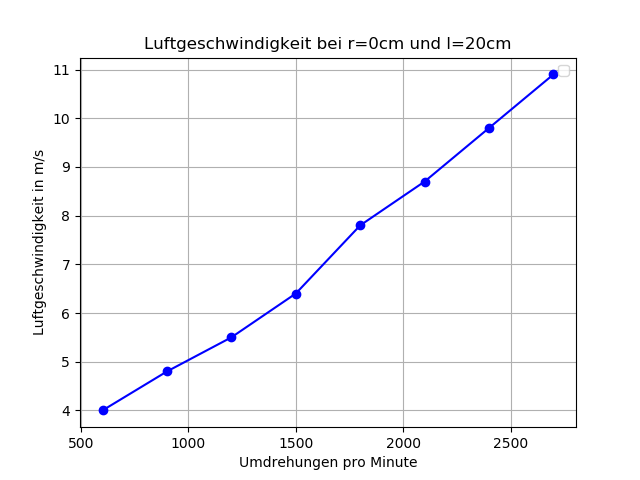 Luftgeschwindigkeit bei r=0cm und l=20cm
Luftgeschwindigkeit in m/s
11
10
9
8
7
6
5
4
500 1000 1500 2000 2500
Umdrehungen pro Minute